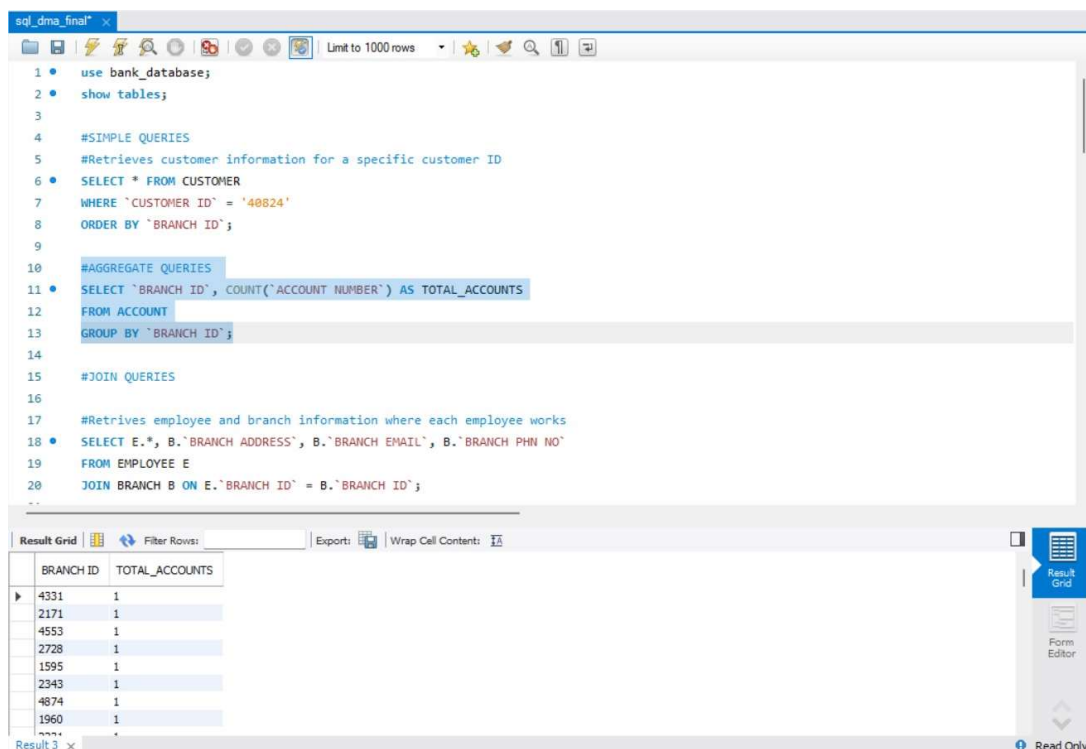 sql_dma_final*
Limit to 1000 rows
1 use bank_database;
2 show tables;
3
4 #SIMPLE QUERIES
5 #Retrieves customer information for a specific customer ID
6 SELECT * FROM CUSTOMER
7 WHERE `CUSTOMER ID` = '40824'
8 ORDER BY `BRANCH ID`;
9
10 #AGGREGATE QUERIES
11 SELECT `BRANCH ID`, COUNT(`ACCOUNT NUMBER`) AS TOTAL_ACCOUNTS
12 FROM ACCOUNT
13 GROUP BY `BRANCH ID`;
14
15 #JOIN QUERIES
16
17 #Retrives employee and branch information where each employee works
18 SELECT E.*, B.`BRANCH ADDRESS`, B.`BRANCH EMAIL`, B.`BRANCH PHN NO`
19 FROM EMPLOYEE E
20 JOIN BRANCH B ON E.`BRANCH ID` = B.`BRANCH ID`;
Result Grid Filter Rows: Export: Wrap Cell Content:
BRANCH ID TOTAL_ACCOUNTS
4331 1
2171 1
4553 1
2728 1
1595 1
2343 1
4874 1
1960 1
Result Grid
Form Editor
Result 3 Read Only